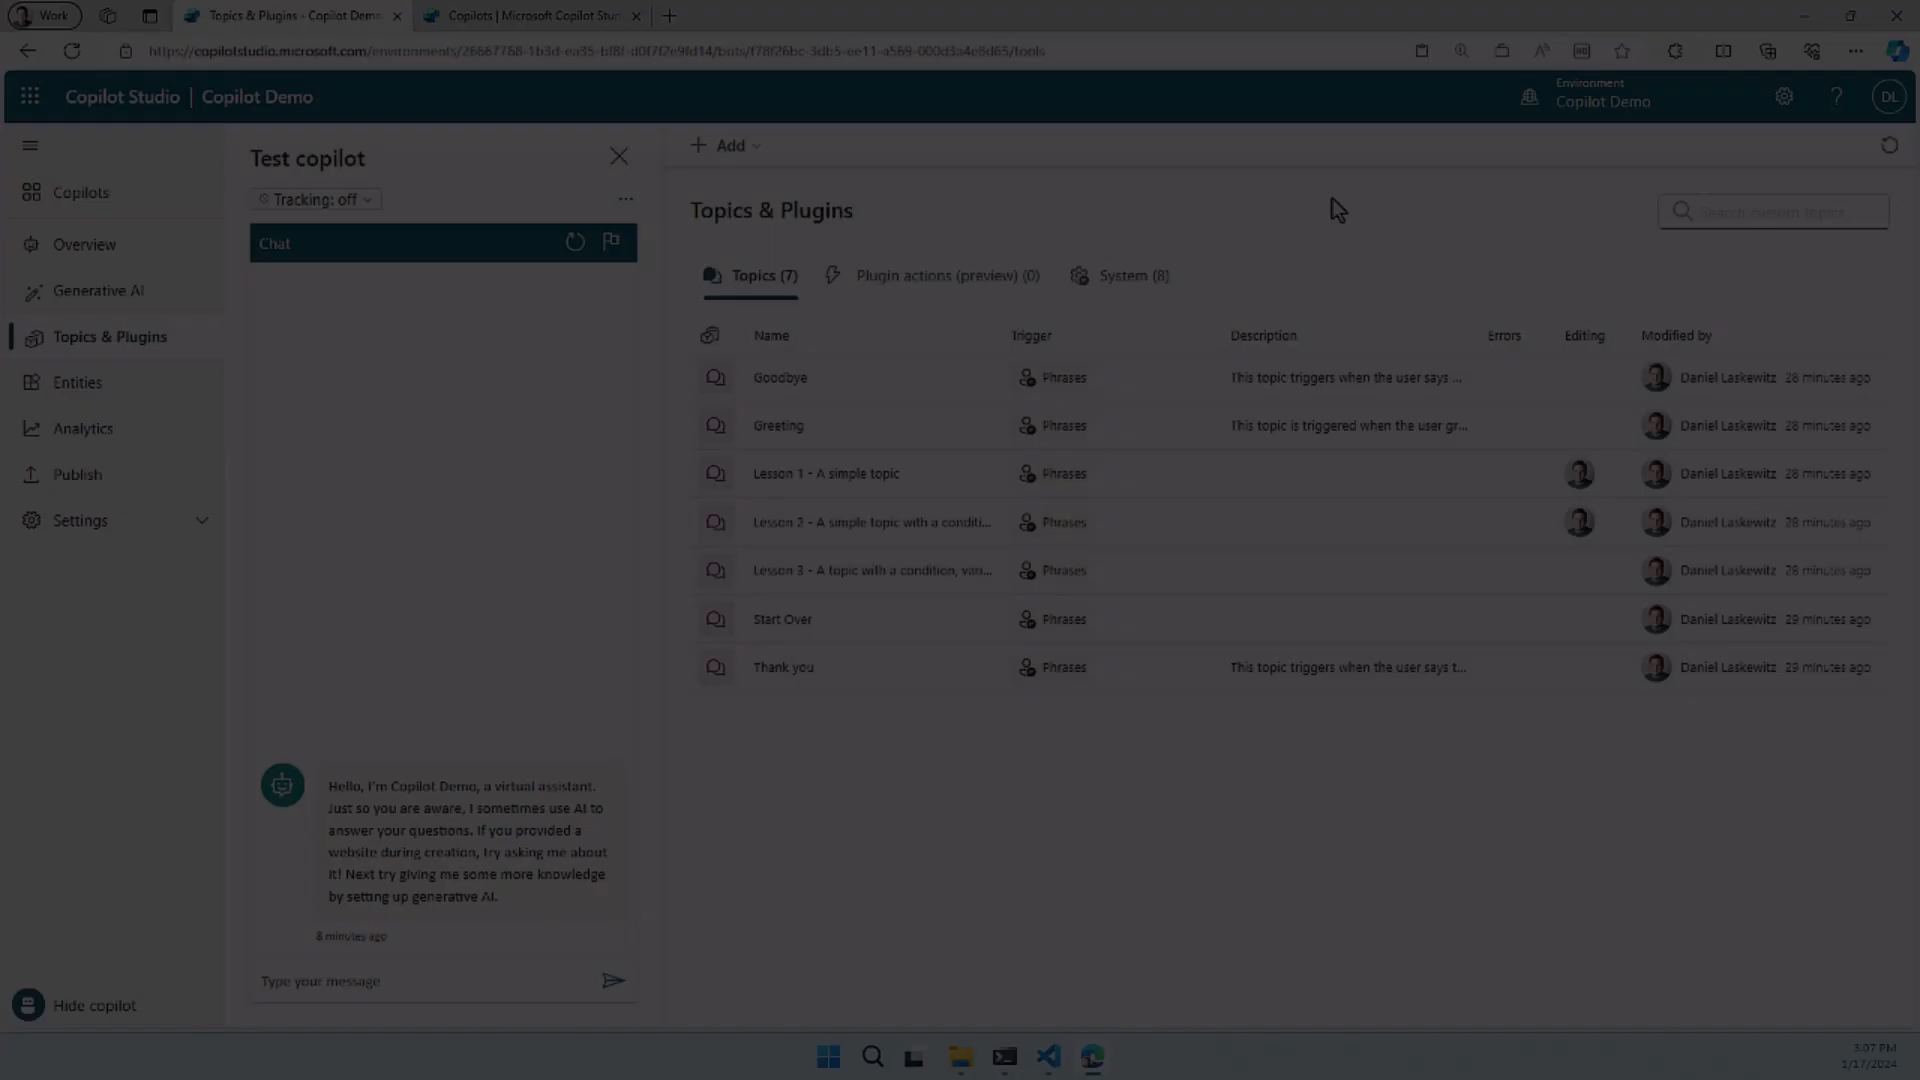 Work
Topics & Plugins - Copilot Demo
Copilots | Microsoft Copilot Stu
Copilot Studio | Copilot Demo
Environment
Copilot Demo
DL
Copilots
Overview
Generative AI
Topics & Plugins
Entities
Analytics
Publish
Settings
Hide copilot
Test copilot
Tracking: off
Chat
Hello, I'm Copilot Demo, a virtual assistant.
Just so you are aware, I sometimes use AI to
answer your questions. If you provided a
website during creation, try asking me about
it! Next try giving me some more knowledge
by setting up generative AI.
8 minutes ago
Type your message
Add
Topics & Plugins
Search custom topics
Topics (7)
Plugin actions (preview) (0)
System (8)
Name Trigger Description Errors Editing Modified by
Goodbye Phrases This topic triggers when the user says ... Daniel Laskewitz 28 minutes ago
Greeting Phrases This topic is triggered when the user gr... Daniel Laskewitz 28 minutes ago
Lesson 1 - A simple topic Phrases Daniel Laskewitz 28 minutes ago
Lesson 2 - A simple topic with a conditi... Phrases Daniel Laskewitz 28 minutes ago
Lesson 3 - A topic with a condition, vari... Phrases Daniel Laskewitz 28 minutes ago
Start Over Phrases Daniel Laskewitz 29 minutes ago
Thank you Phrases This topic triggers when the user says t... Daniel Laskewitz 29 minutes ago
3:07 PM
1/17/2024